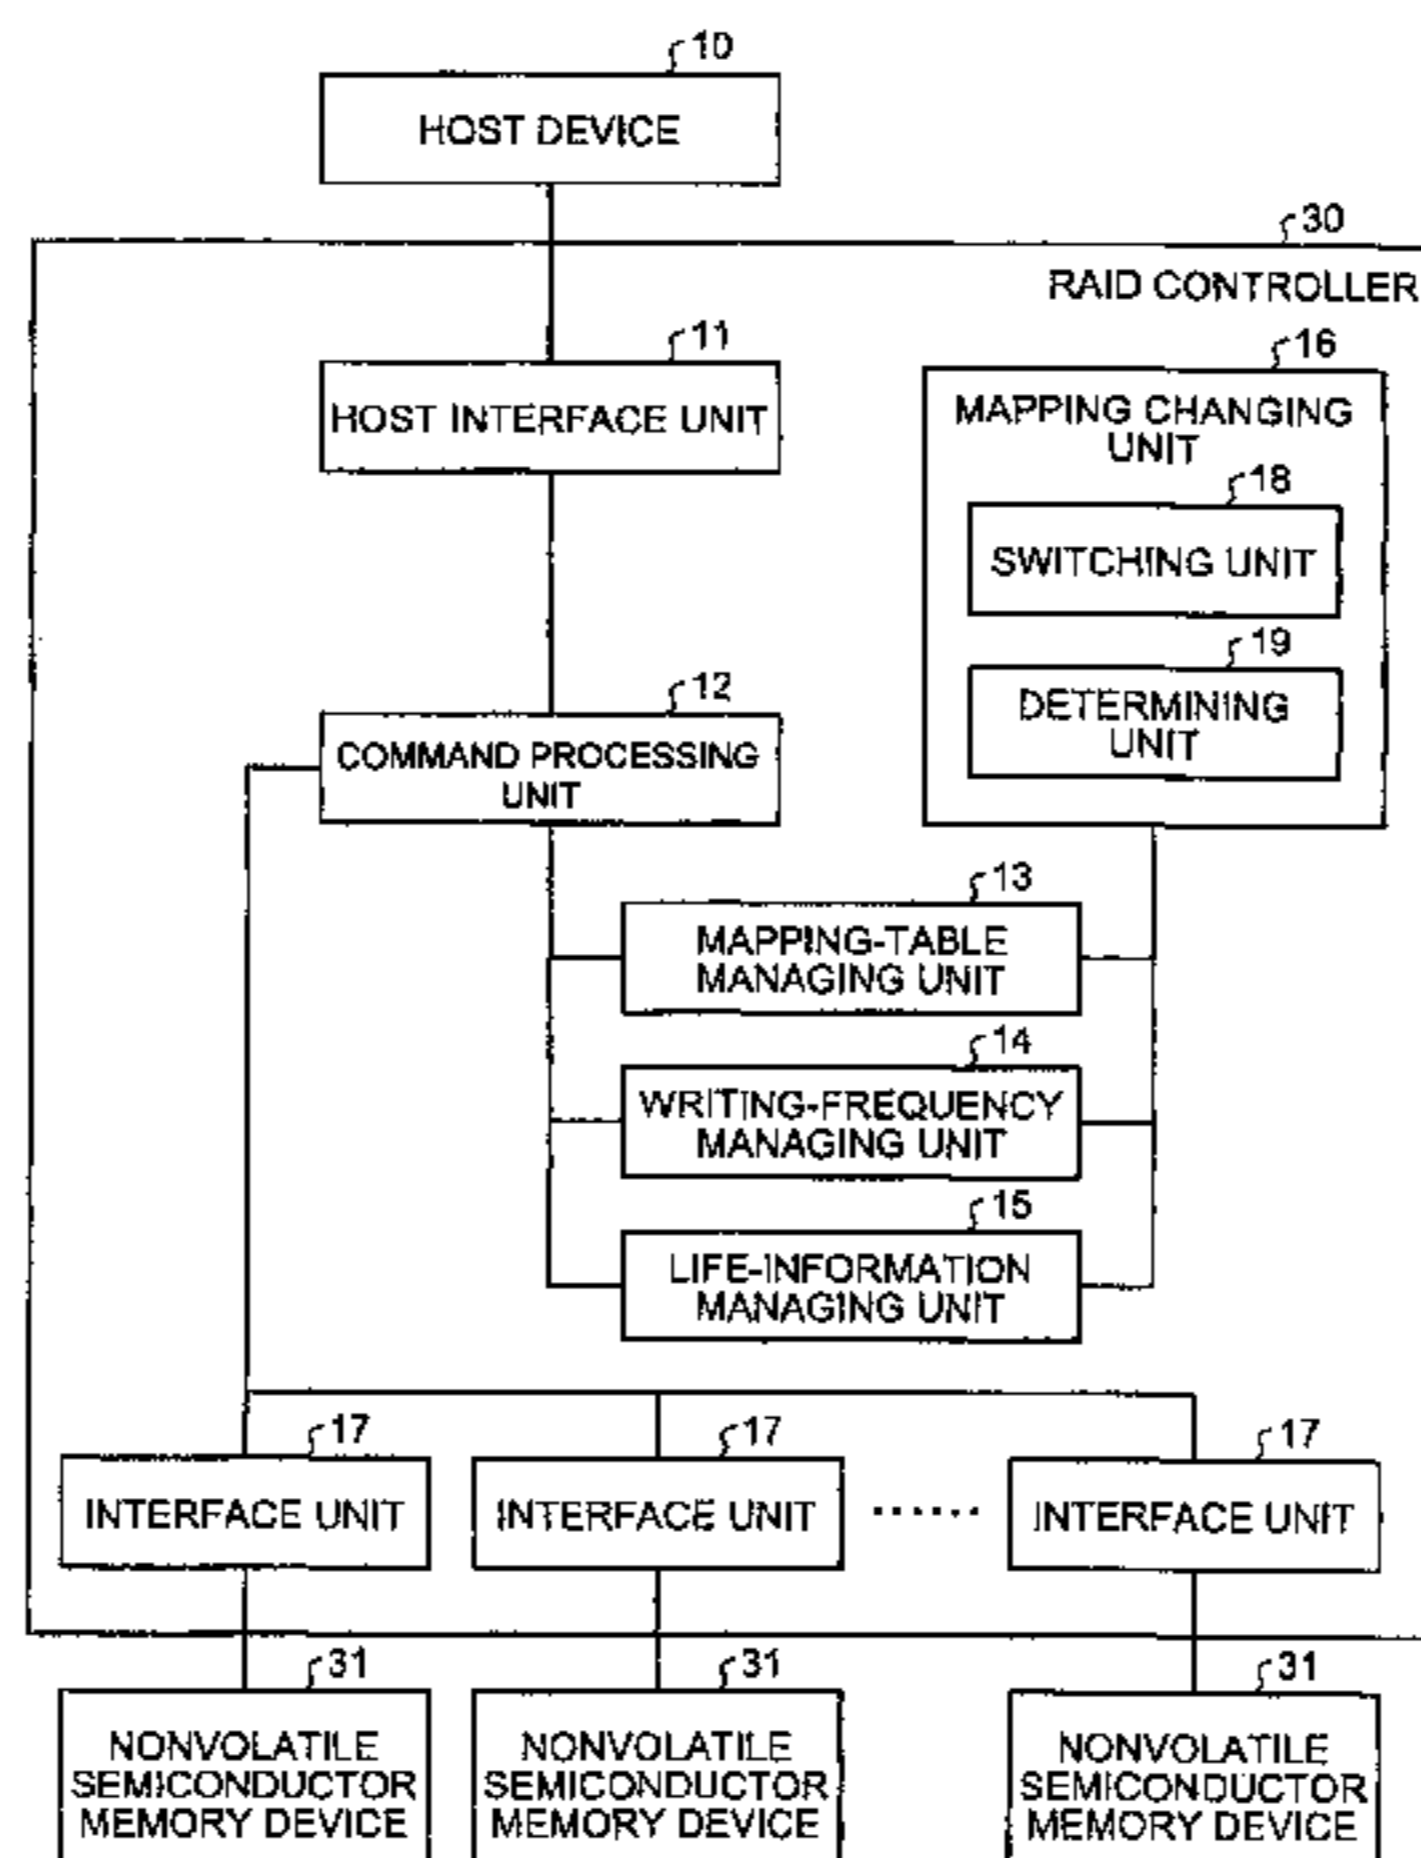 10
HOST DEVICE
30
RAID CONTROLLER
11
HOST INTERFACE UNIT
16
MAPPING CHANGING
UNIT
18
SWITCHING UNIT
19
DETERMINING
UNIT
12
COMMAND PROCESSING
UNIT
13
MAPPING-TABLE
MANAGING UNIT
14
WRITING-FREQUENCY
MANAGING UNIT
15
LIFE-INFORMATION
MANAGING UNIT
17
INTERFACE UNIT
17
INTERFACE UNIT
......
17
INTERFACE UNIT
31
NONVOLATILE
SEMICONDUCTOR
MEMORY DEVICE
31
NONVOLATILE
SEMICONDUCTOR
MEMORY DEVICE
31
NONVOLATILE
SEMICONDUCTOR
MEMORY DEVICE